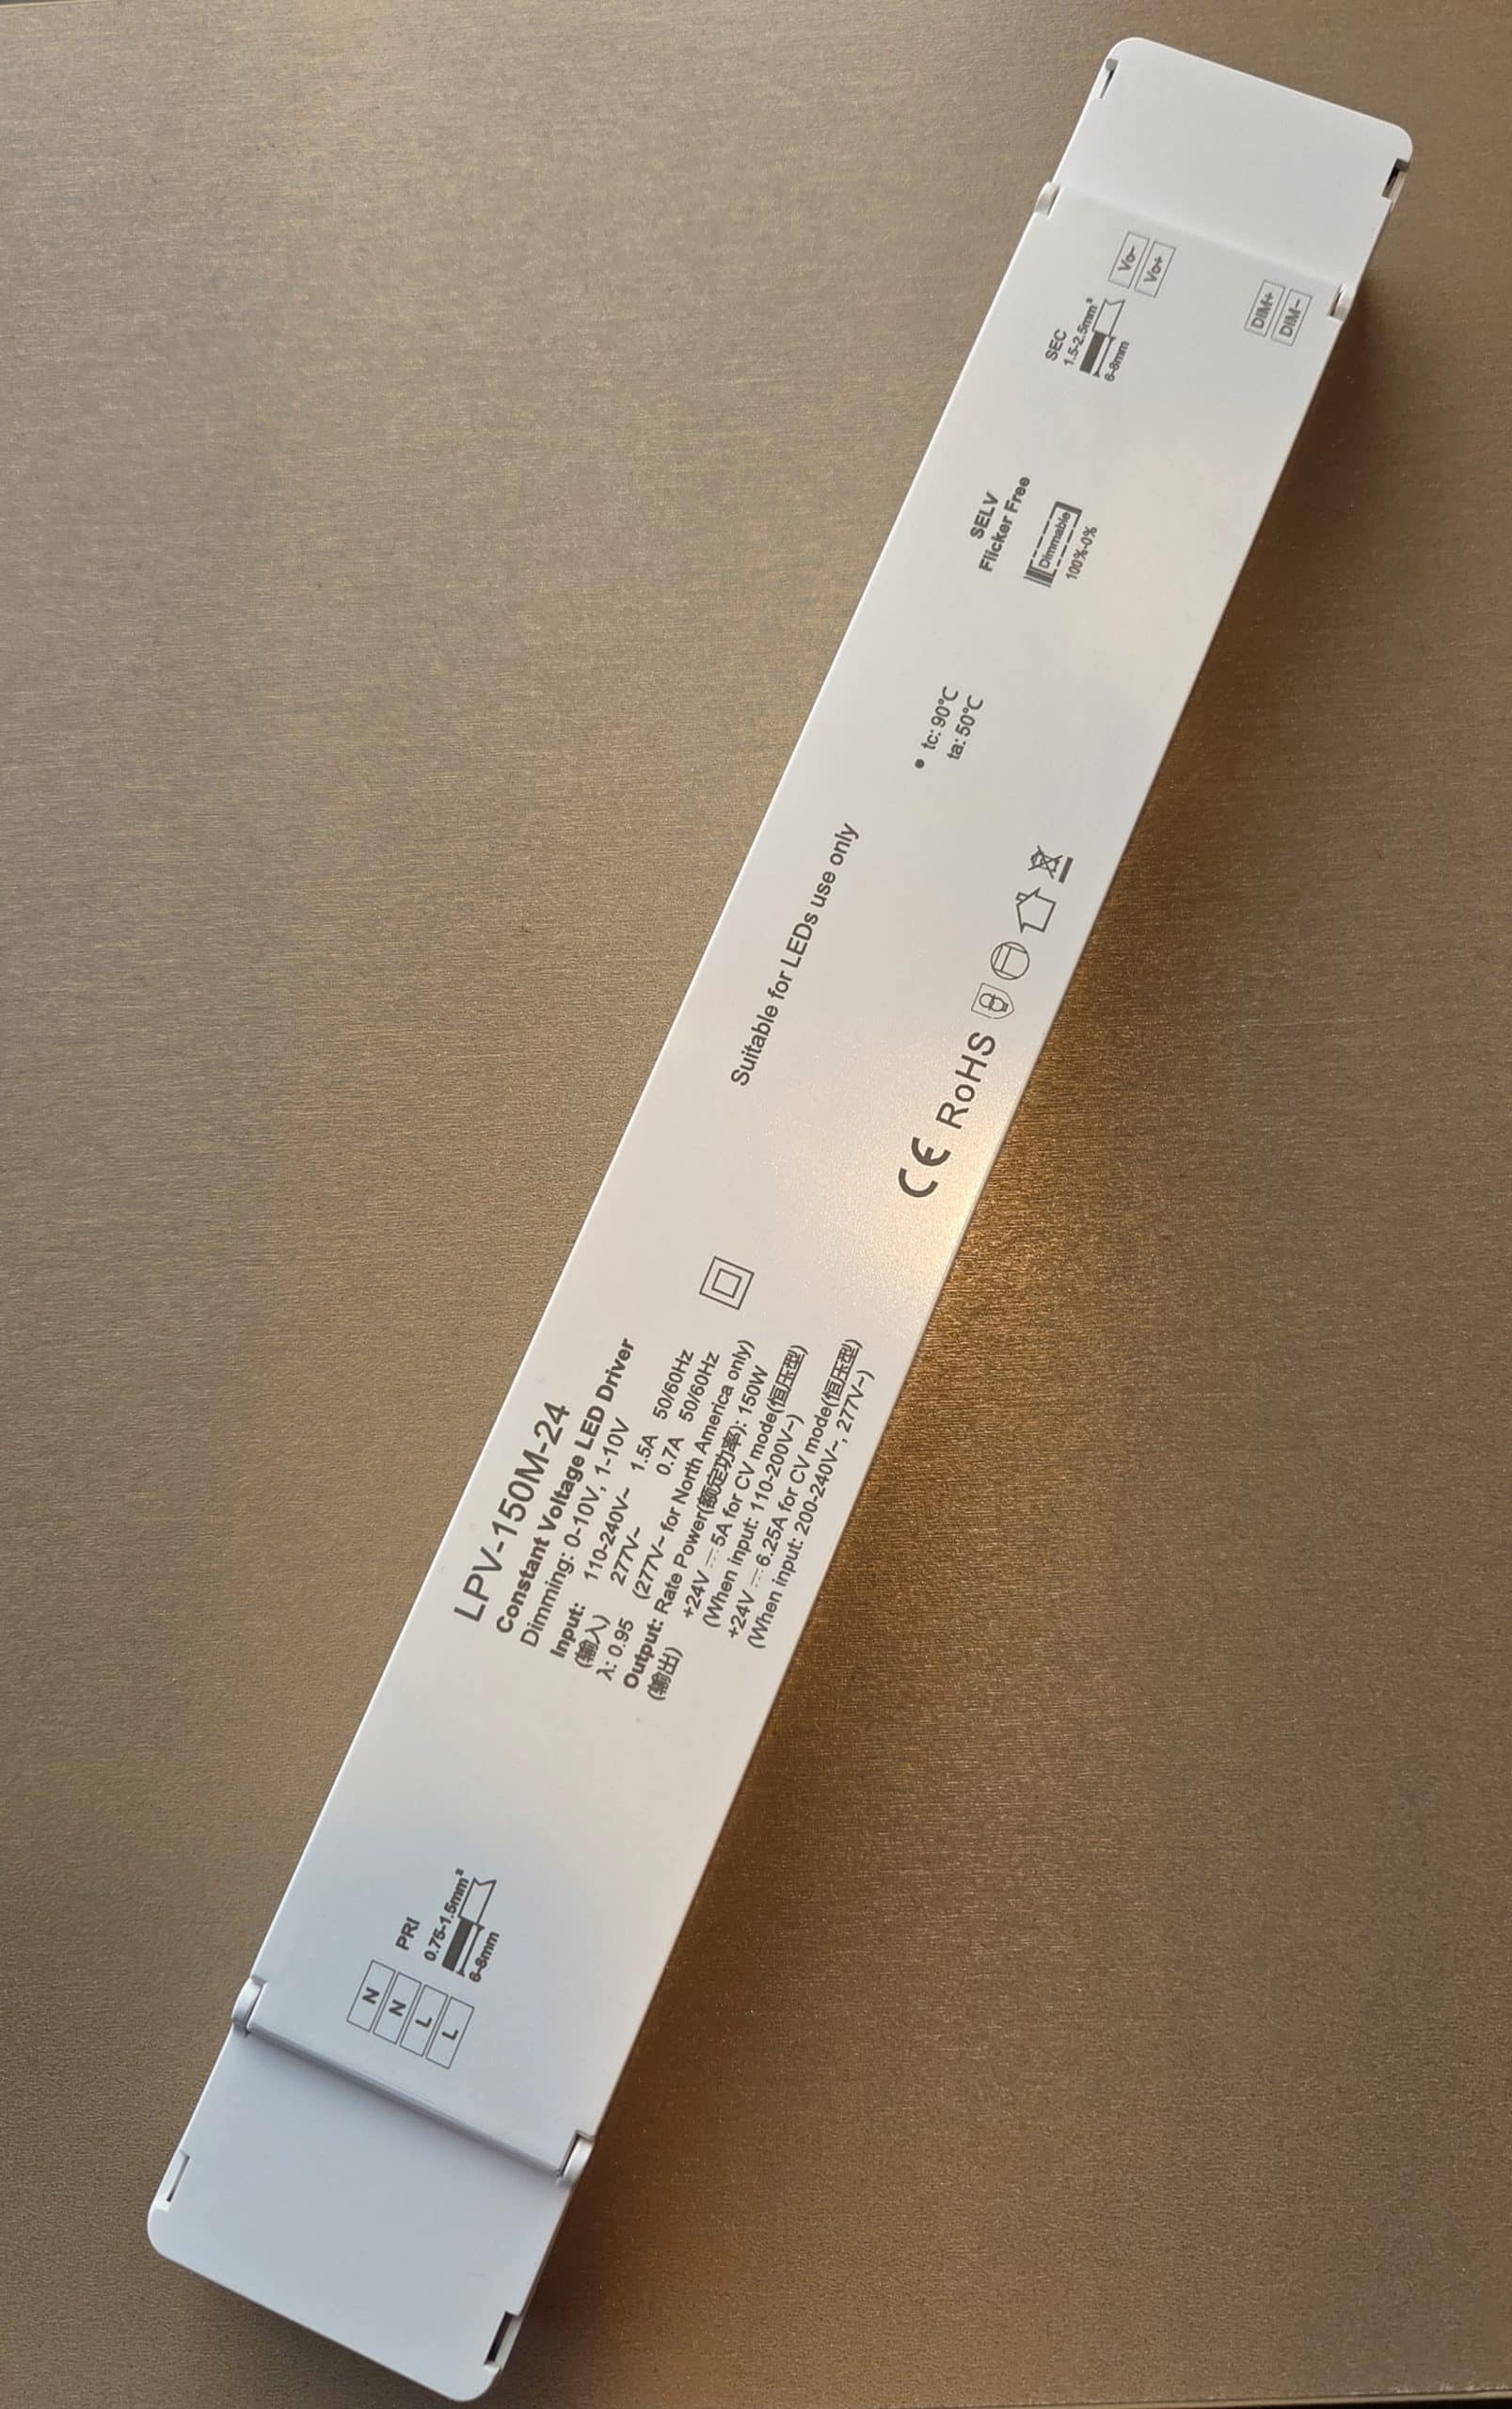 LPV-150M-24
Constant Voltage LED Driver
Dimming: 0-10V, 1-10V
Input: 110-240V~ 1.5A 50/60Hz
(输入) 277V~ 0.7A 50/60Hz
λ: 0.95 (277V~ for North America only)
Output: Rate Power(额定功率): 150W
(输出) +24V ⎓ 5A for CV mode(恒压型)
(When input: 110-200V~)
+24V ⎓ 6.25A for CV mode(恒压型)
(When input: 200-240V~, 277V~)
PRI
0.75-1.5mm²
6-8mm
N
N
L
L
Suitable for LEDs use only
CE RoHS
tc: 90℃
ta: 50℃
SELV
Flicker Free
Dimmable
100%-0%
SEC
1.5-2.5mm²
6-8mm
Vo-
Vo+
DIM+
DIM-